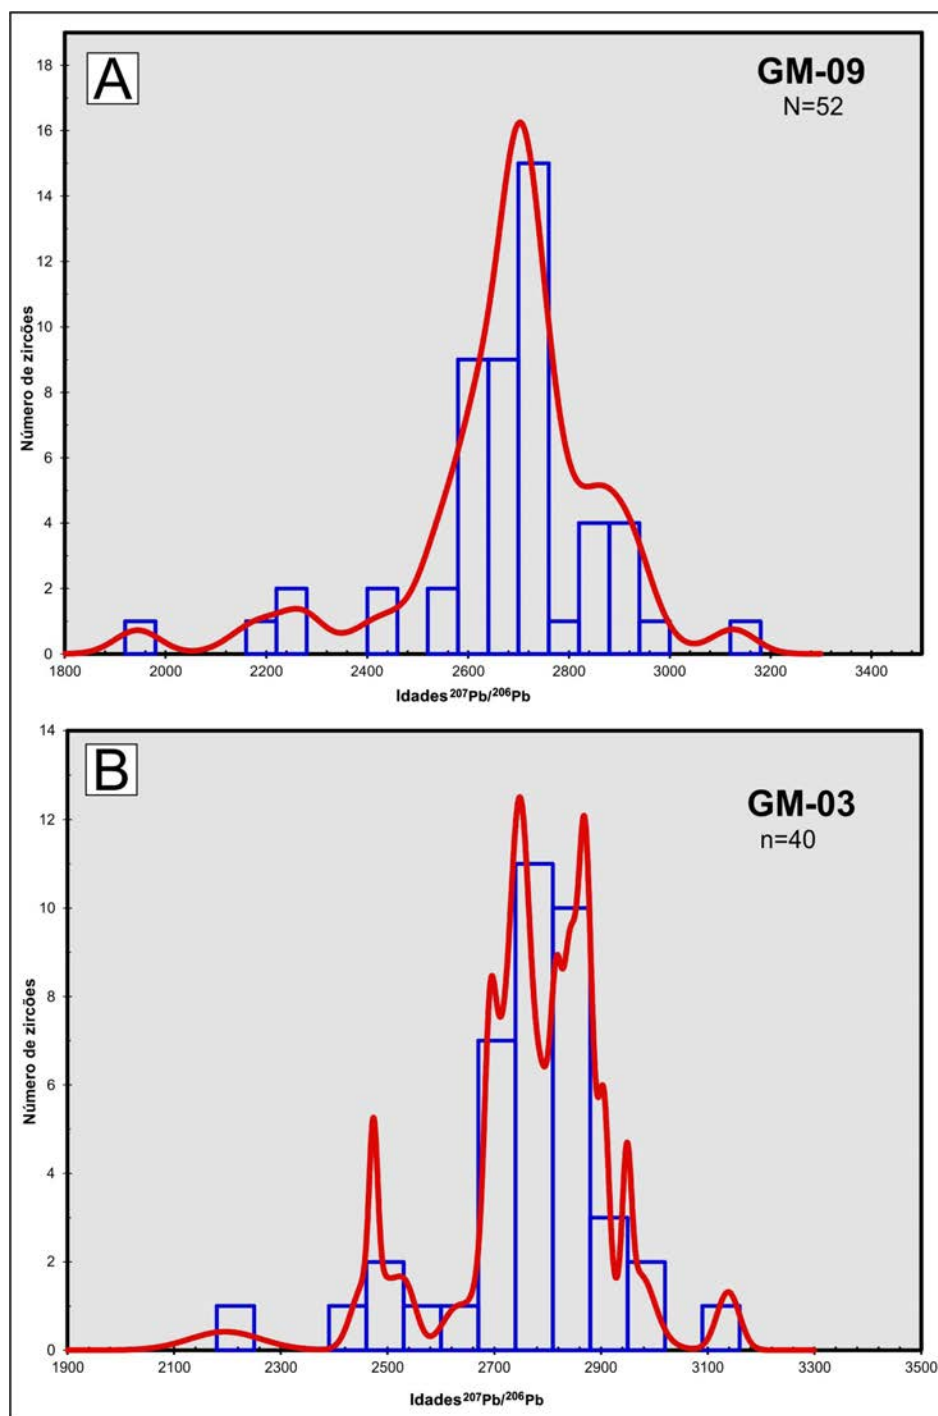 A
GM-09
N=52
Número de zircões
18
16
14
12
10
8
6
4
2
0
1800 2000 2200 2400 2600 2800 3000 3200 3400
Idades ²⁰⁷Pb/²⁰⁶Pb
B
GM-03
n=40
Número de zircões
14
12
10
8
6
4
2
0
1900 2100 2300 2500 2700 2900 3100 3300 3500
Idades ²⁰⁷Pb/²⁰⁶Pb